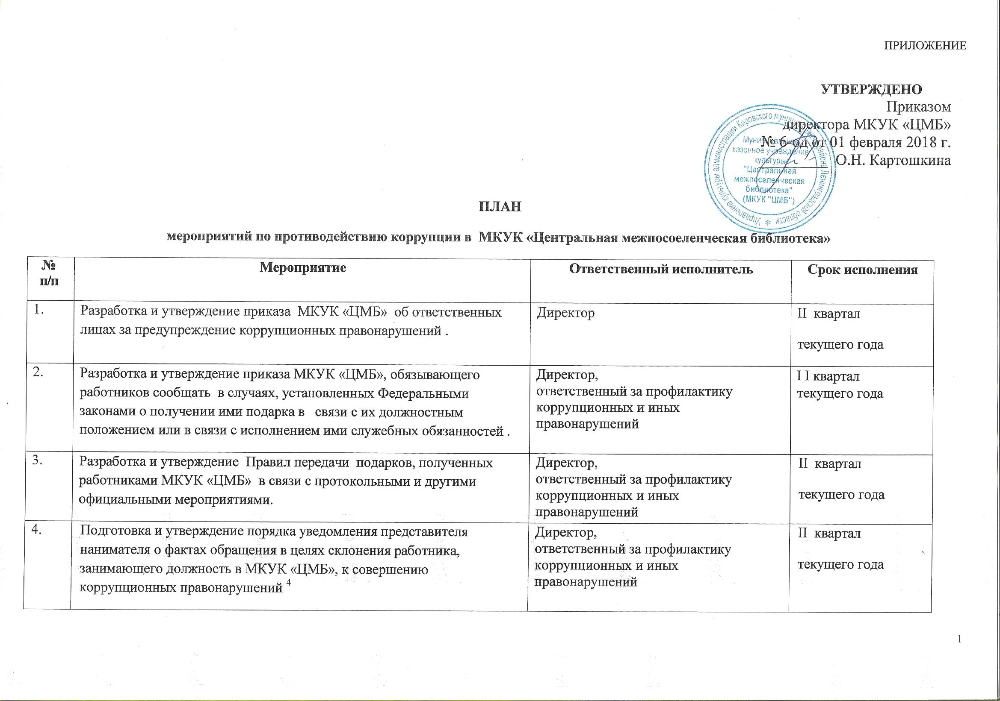 ПРИЛОЖЕНИЕ
УТВЕРЖДЕНО
Приказом
директора МКУК «ЦМБ»
№ 6-од от 01 февраля 2018 г.
О.Н. Картошкина
Управление культуры администрации Кировского муниципального района Ленинградской области *
Муниципальное
казенное учреждение
культуры
"Центральная
межпоселенческая
библиотека"
(МКУК "ЦМБ")
ПЛАН
мероприятий по противодействию коррупции в МКУК «Центральная межпосоеленческая библиотека»
№
п/п
Мероприятие
Ответственный исполнитель
Срок исполнения
1.
Разработка и утверждение приказа МКУК «ЦМБ» об ответственных
лицах за предупреждение коррупционных правонарушений .
Директор
II квартал
текущего года
2.
Разработка и утверждение приказа МКУК «ЦМБ», обязывающего
работников сообщать в случаях, установленных Федеральными
законами о получении ими подарка в связи с их должностным
положением или в связи с исполнением ими служебных обязанностей .
Директор,
ответственный за профилактику
коррупционных и иных
правонарушений
I I квартал
текущего года
3.
Разработка и утверждение Правил передачи подарков, полученных
работниками МКУК «ЦМБ» в связи с протокольными и другими
официальными мероприятиями.
Директор,
ответственный за профилактику
коррупционных и иных
правонарушений
II квартал
текущего года
4.
Подготовка и утверждение порядка уведомления представителя
нанимателя о фактах обращения в целях склонения работника,
занимающего должность в МКУК «ЦМБ», к совершению
коррупционных правонарушений 4
Директор,
ответственный за профилактику
коррупционных и иных
правонарушений
II квартал
текущего года
1